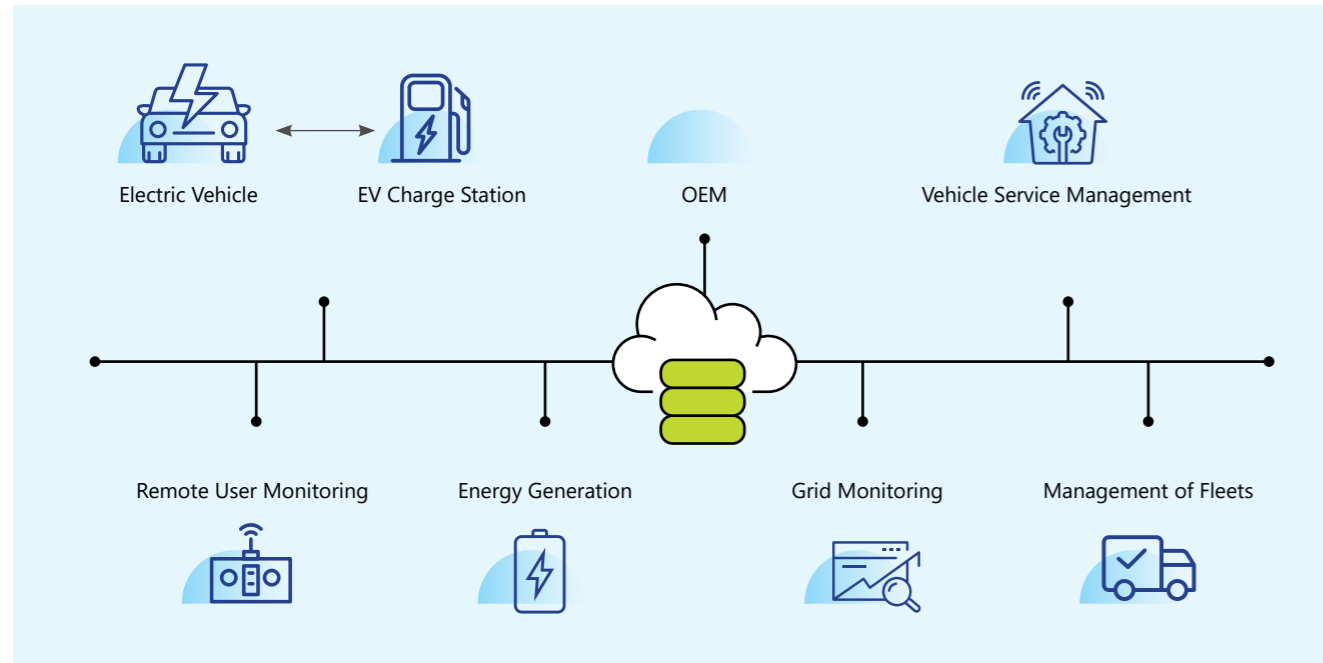 Electric Vehicle
EV Charge Station
OEM
Vehicle Service Management
Remote User Monitoring
Energy Generation
Grid Monitoring
Management of Fleets